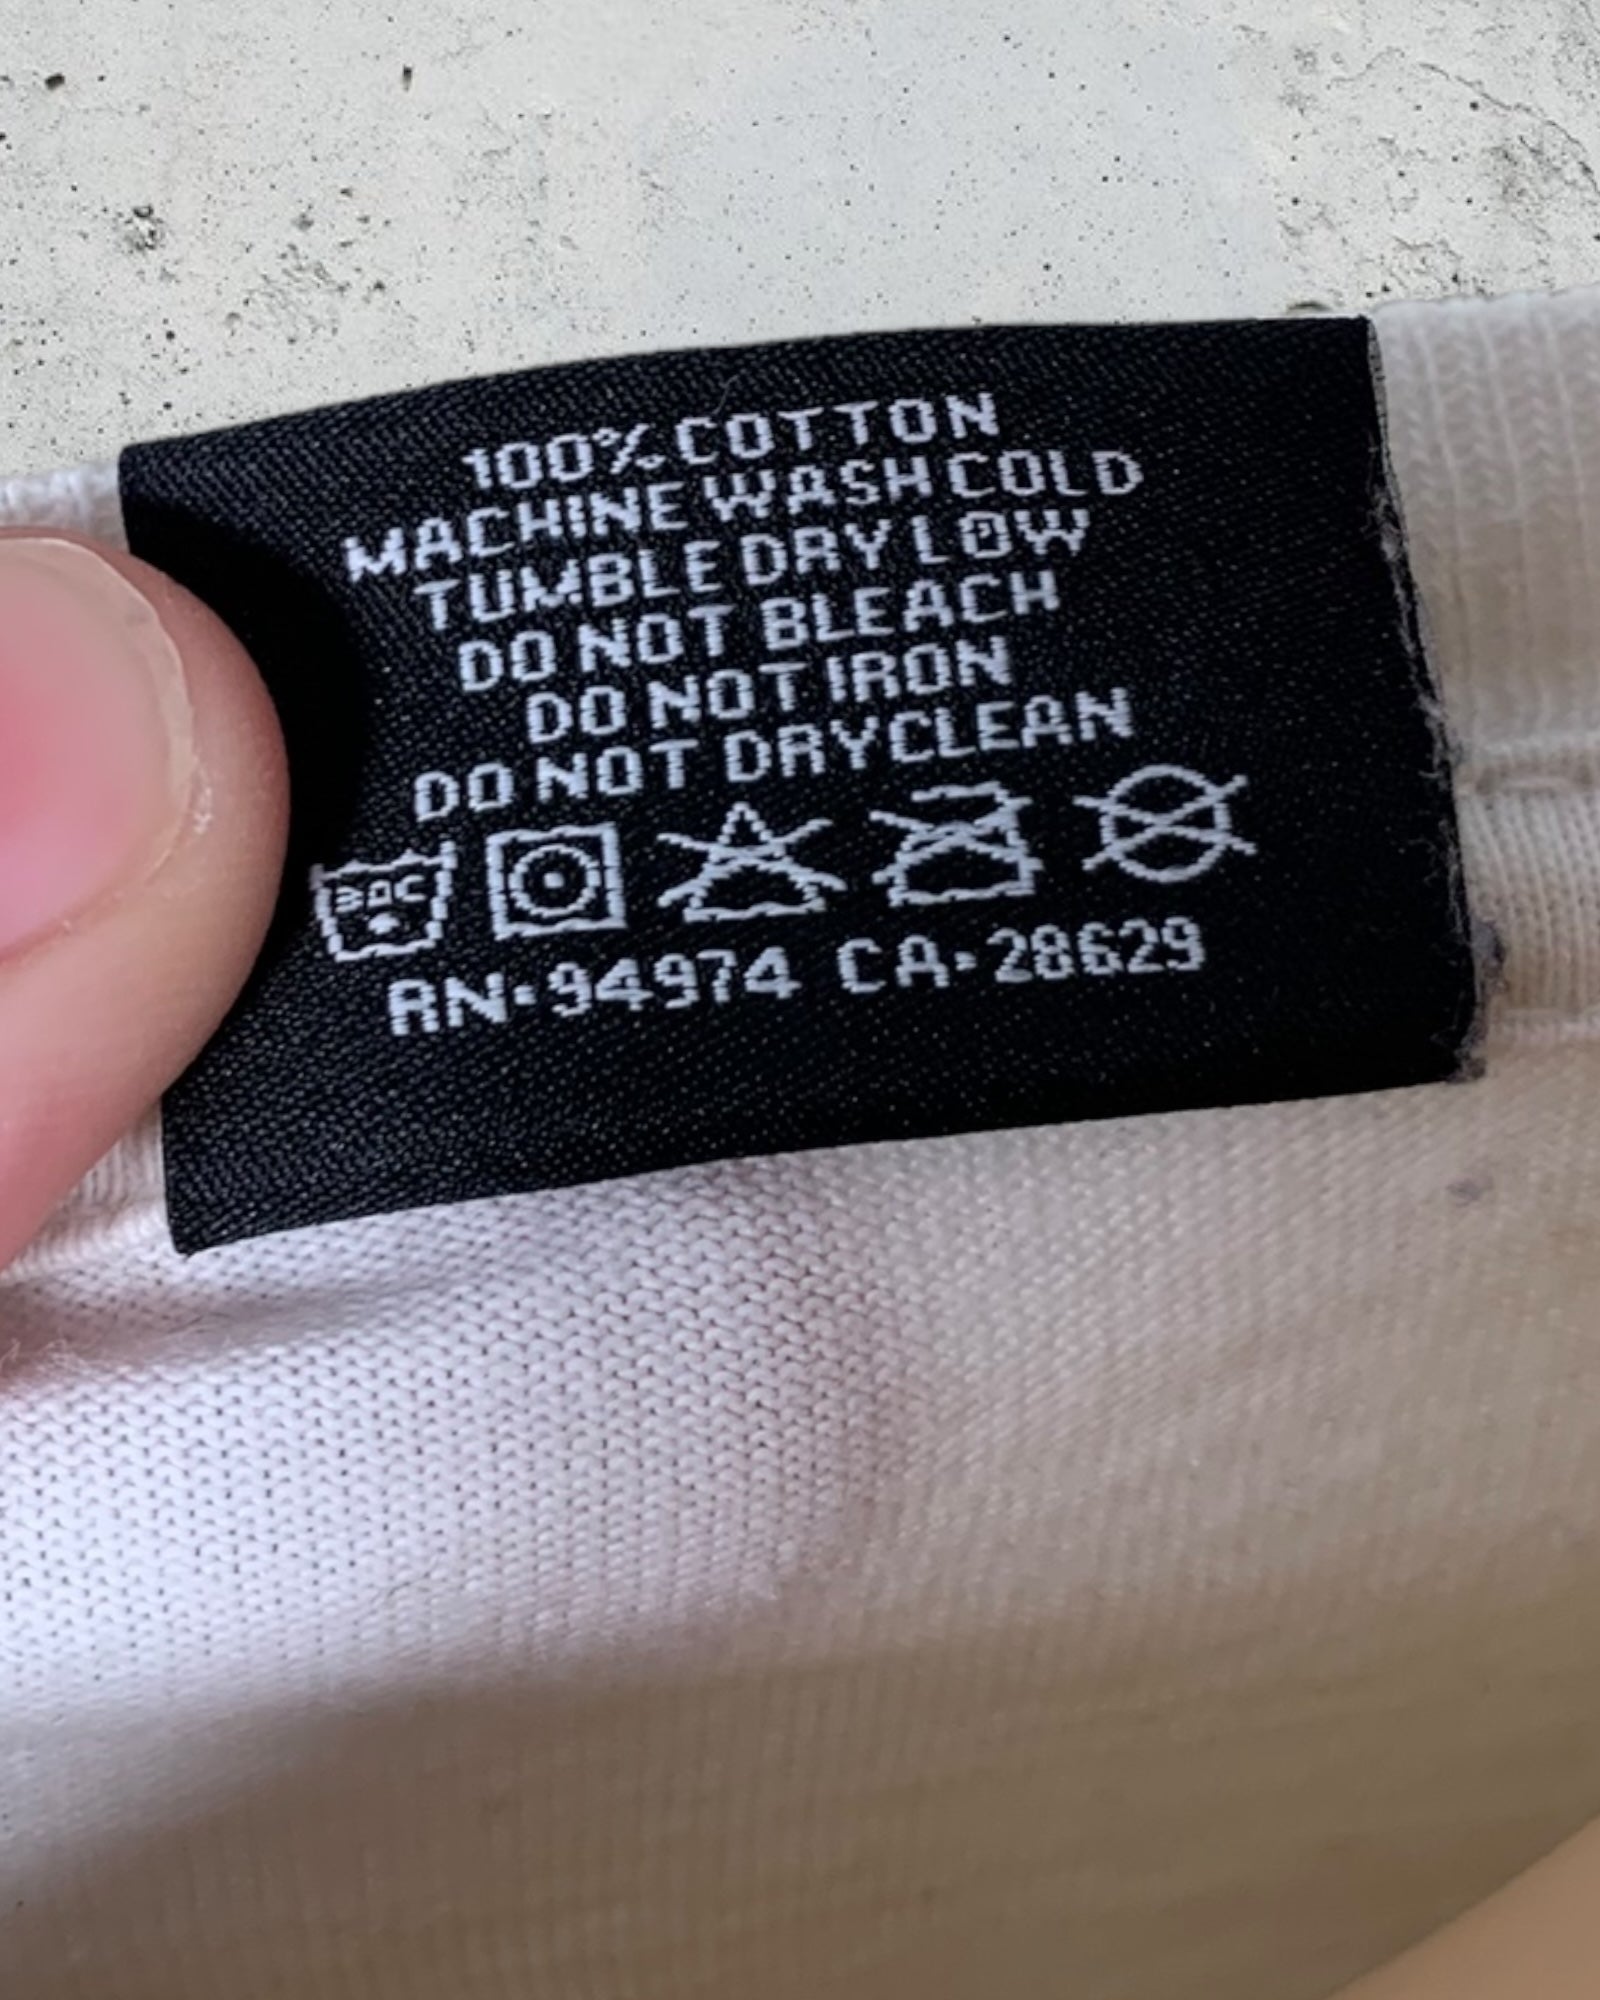 100% COTTON
MACHINE WASH COLD
TUMBLE DRY LOW
DO NOT BLEACH
DO NOT IRON
DO NOT DRYCLEAN
30C
RN-94974 CA-28629